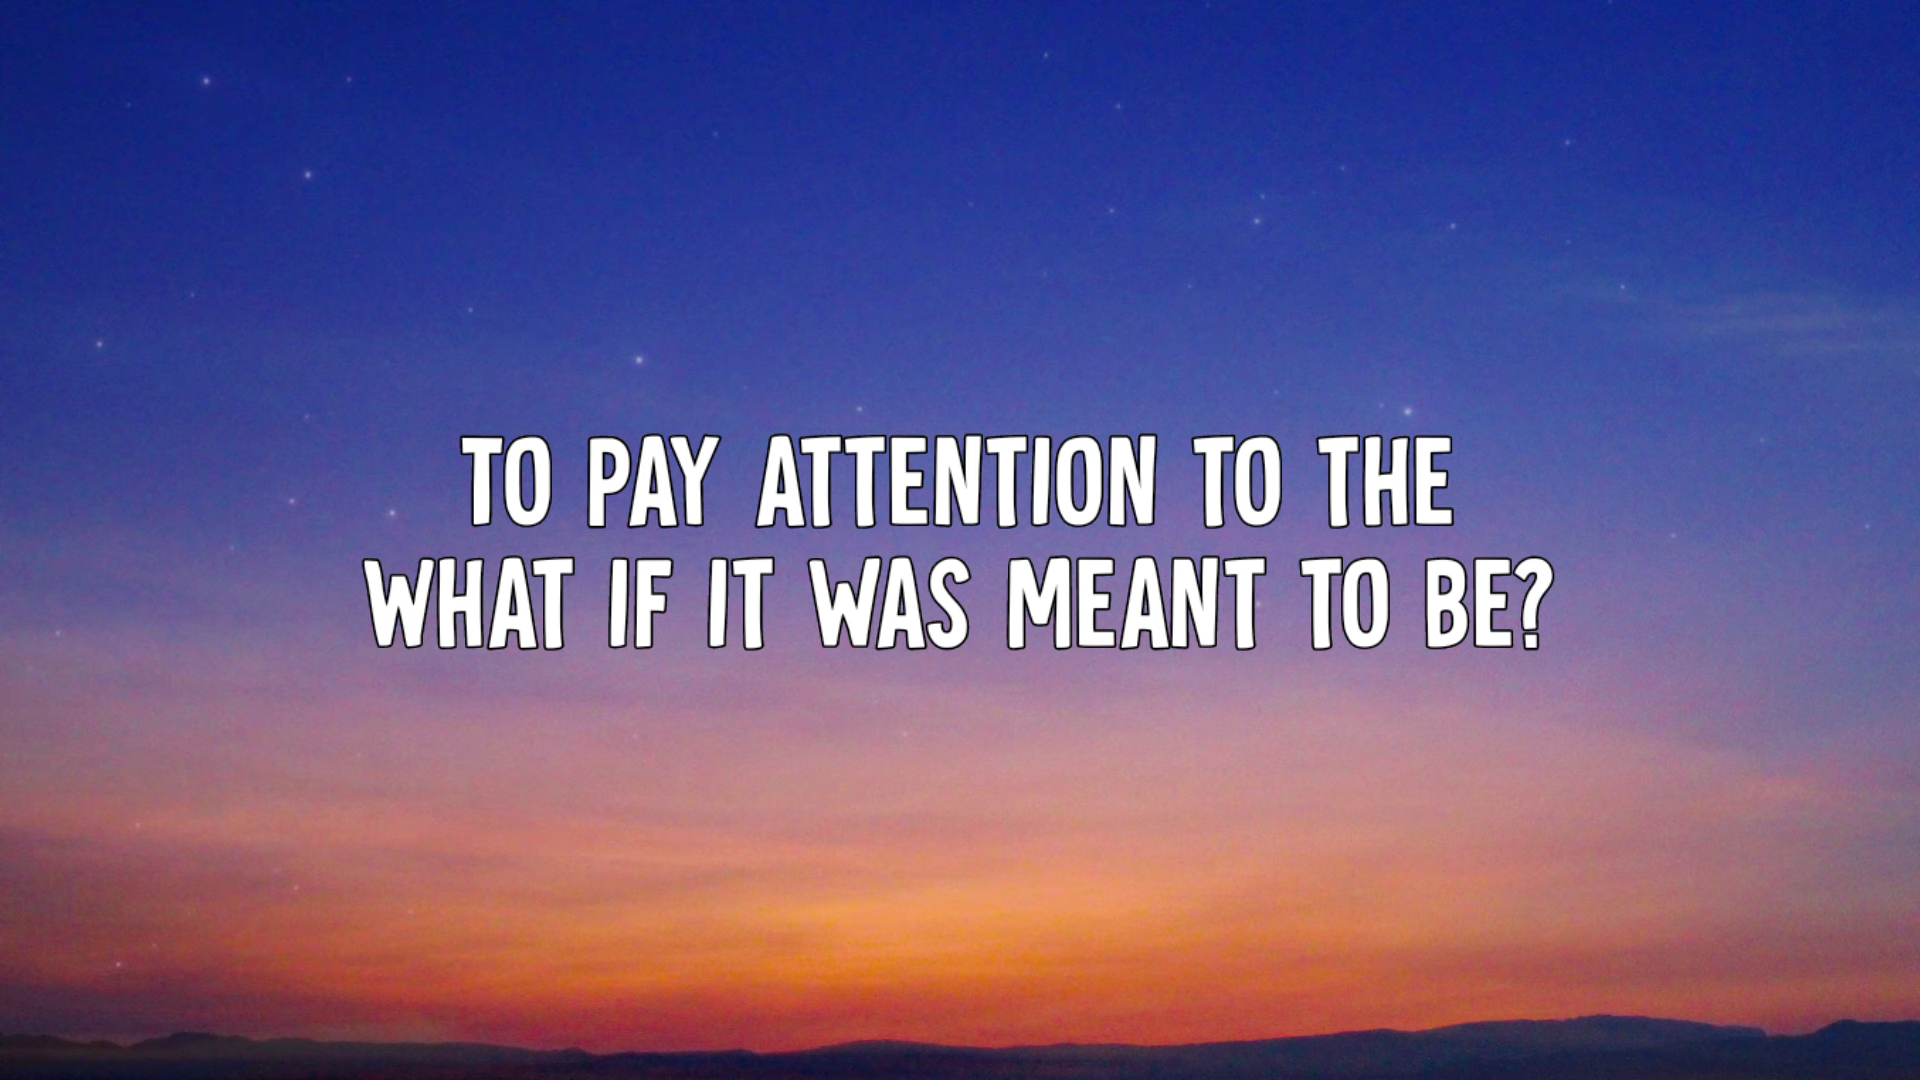 TO PAY ATTENTION TO THE
WHAT IF IT WAS MEANT TO BE?